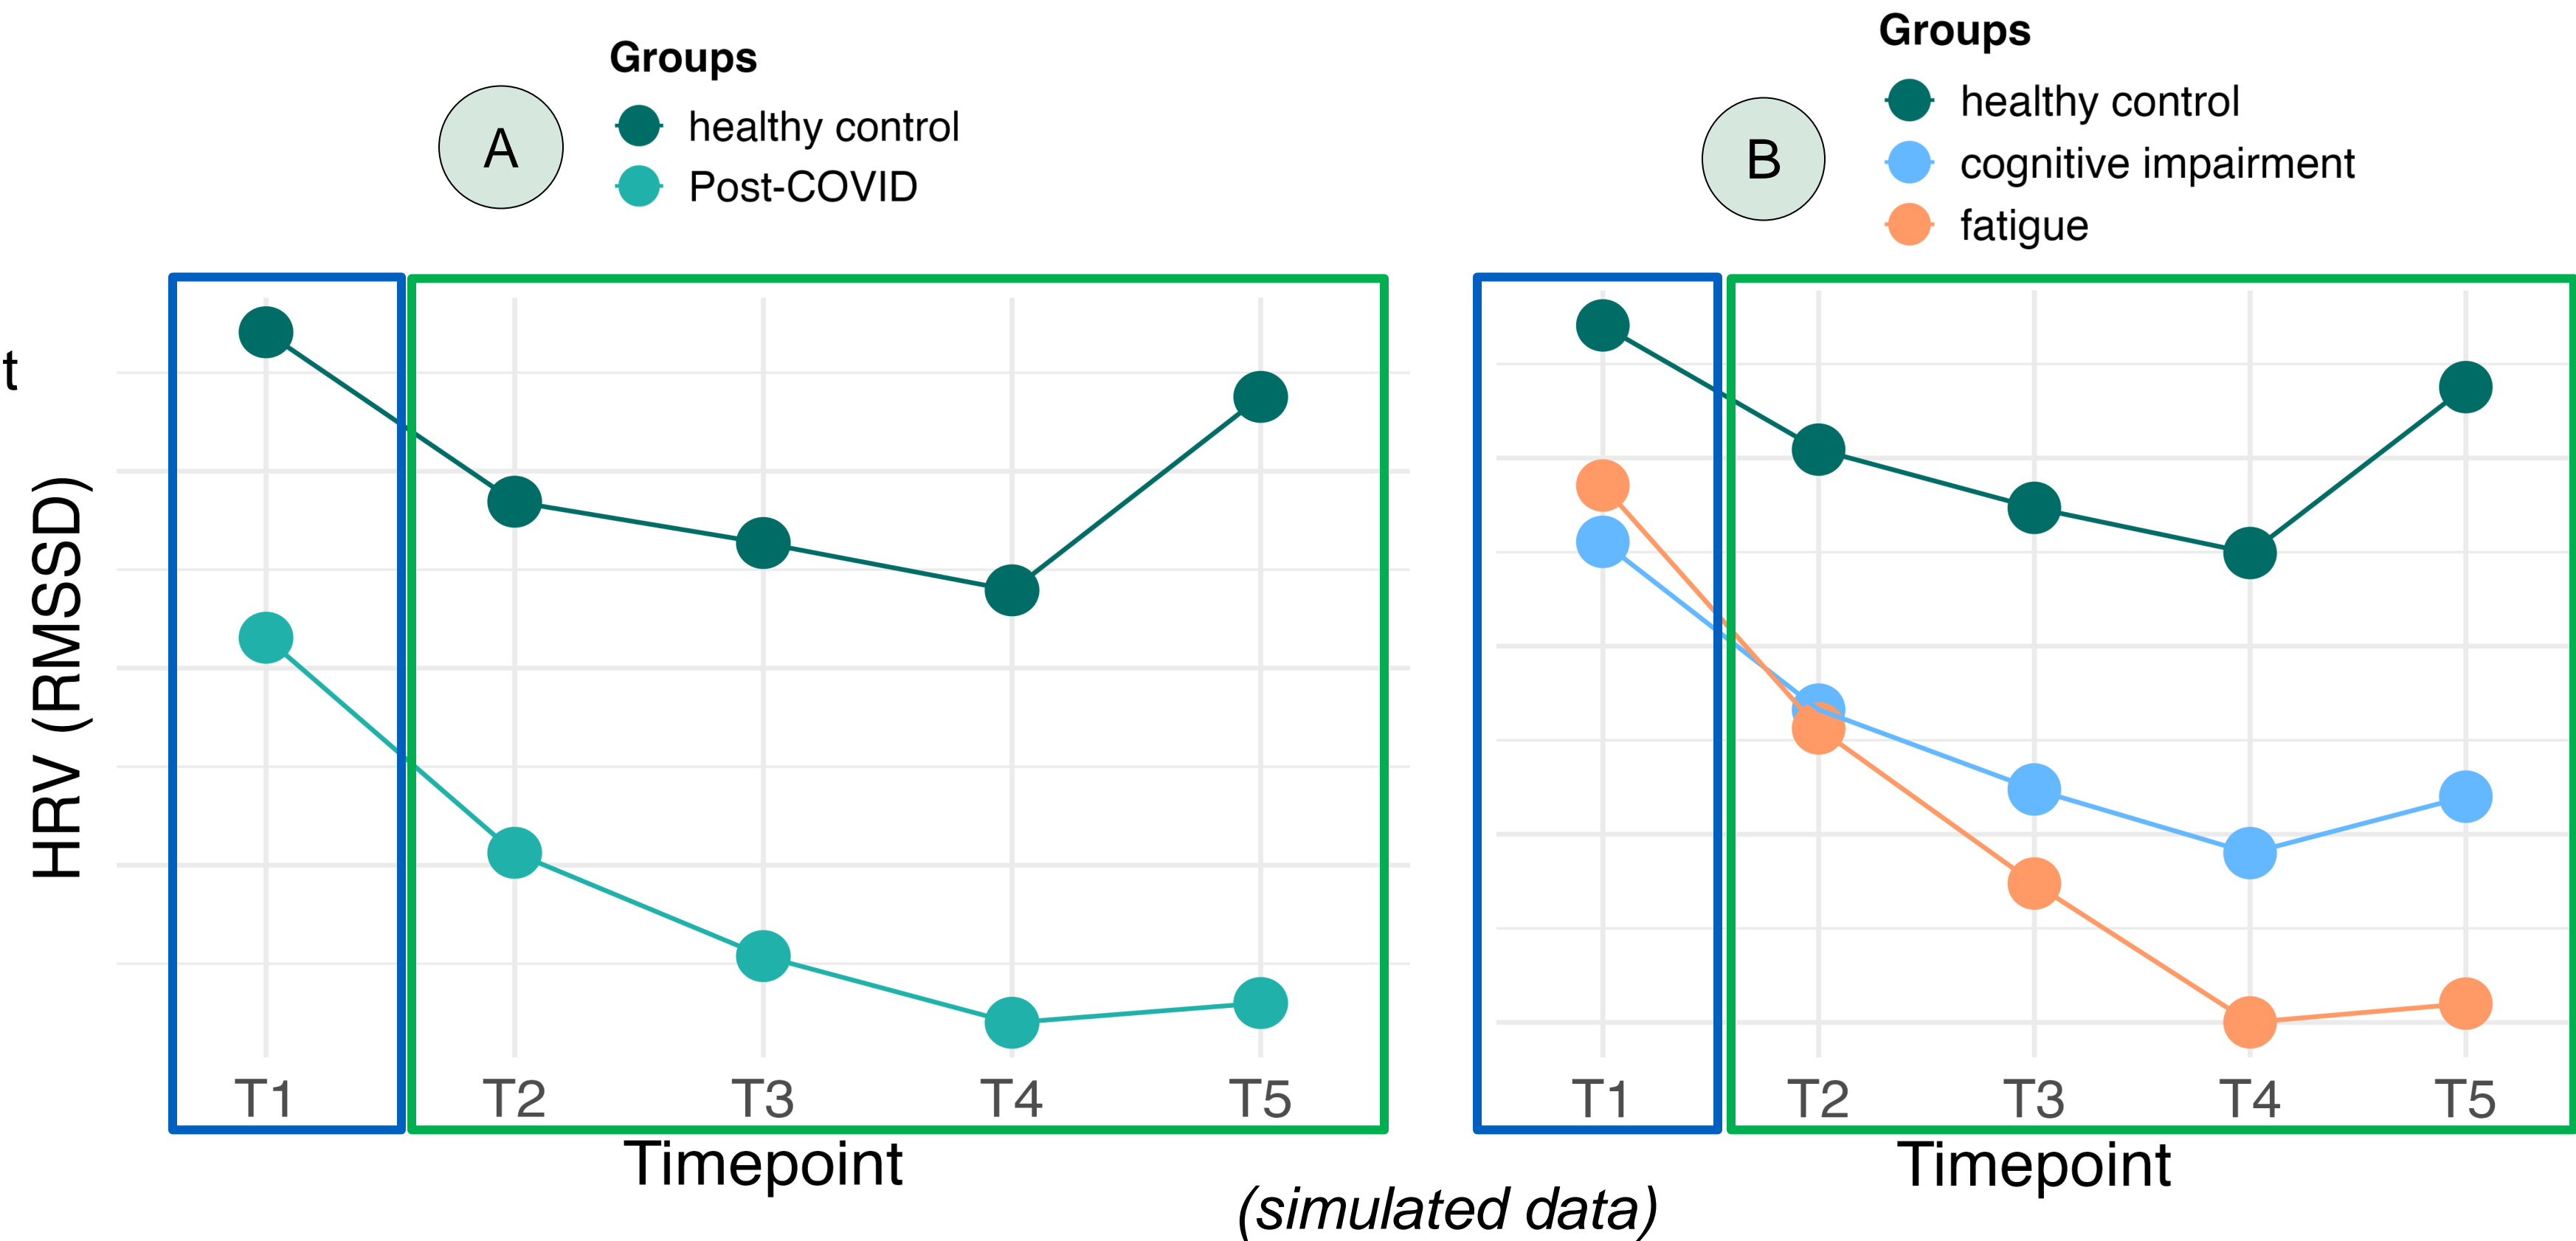 Groups
A
healthy control
Post-COVID
Groups
B
healthy control
cognitive impairment
fatigue
t
HRV (RMSSD)
T1 T2 T3 T4 T5
Timepoint
T1 T2 T3 T4 T5
Timepoint
(simulated data)